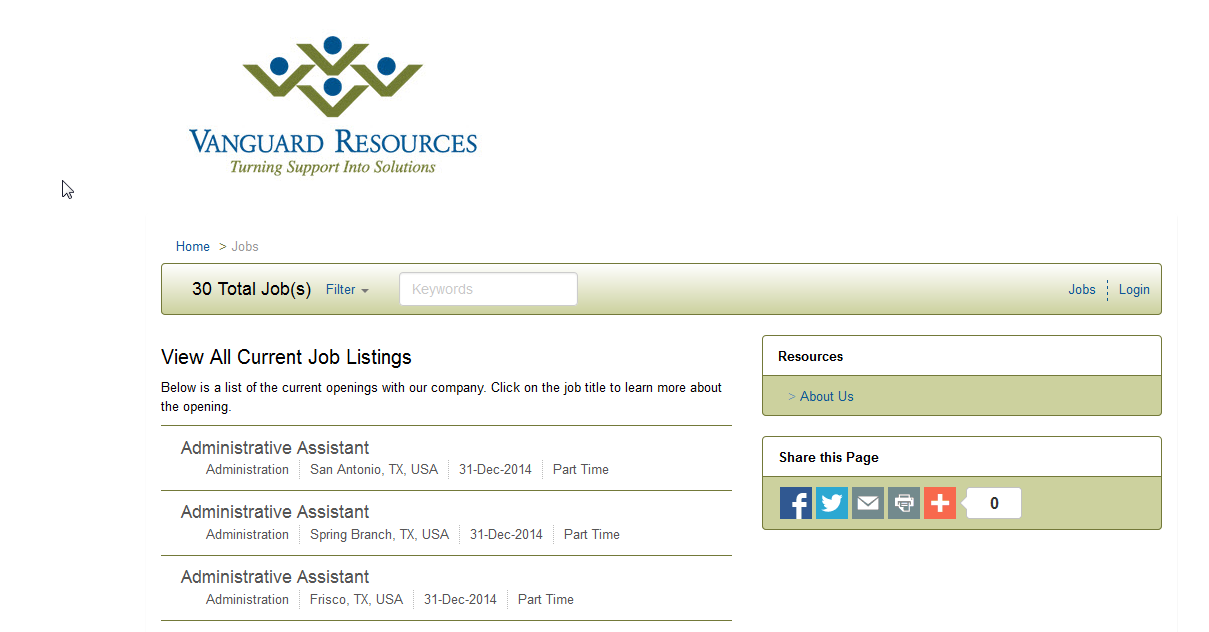 VANGUARD RESOURCES
Turning Support Into Solutions
Home > Jobs
30 Total Job(s) Filter Keywords Jobs Login
View All Current Job Listings
Below is a list of the current openings with our company. Click on the job title to learn more about
the opening.
Administrative Assistant
Administration San Antonio, TX, USA 31-Dec-2014 Part Time
Administrative Assistant
Administration Spring Branch, TX, USA 31-Dec-2014 Part Time
Administrative Assistant
Administration Frisco, TX, USA 31-Dec-2014 Part Time
Resources
> About Us
Share this Page
0